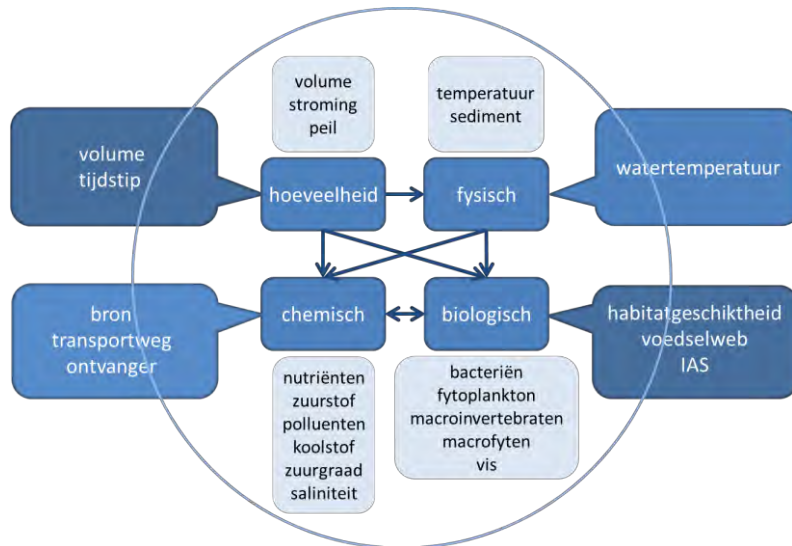 volume
stroming
peil
temperatuur
sediment
volume
tijdstip
hoeveelheid
fysisch
watertemperatuur
bron
transportweg
ontvanger
chemisch
biologisch
habitatgeschiktheid
voedselweb
IAS
nutriënten
zuurstof
polluenten
koolstof
zuurgraad
saliniteit
bacteriën
fytoplankton
macroinvertebraten
macrofyten
vis